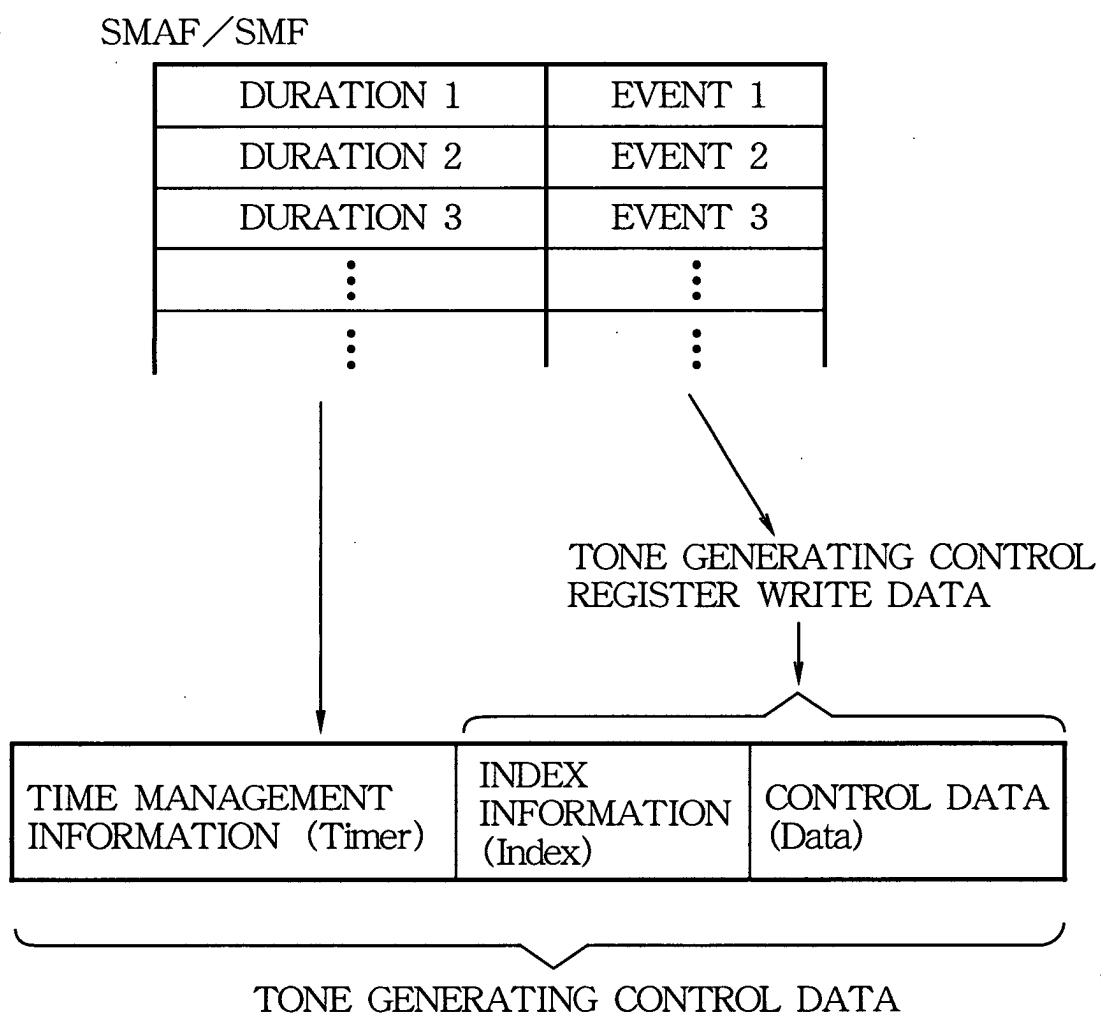 SMAF／SMF
DURATION 1 EVENT 1
DURATION 2 EVENT 2
DURATION 3 EVENT 3
TONE GENERATING CONTROL
REGISTER WRITE DATA
TIME MANAGEMENT
INFORMATION (Timer)
INDEX
INFORMATION
(Index)
CONTROL DATA
(Data)
TONE GENERATING CONTROL DATA